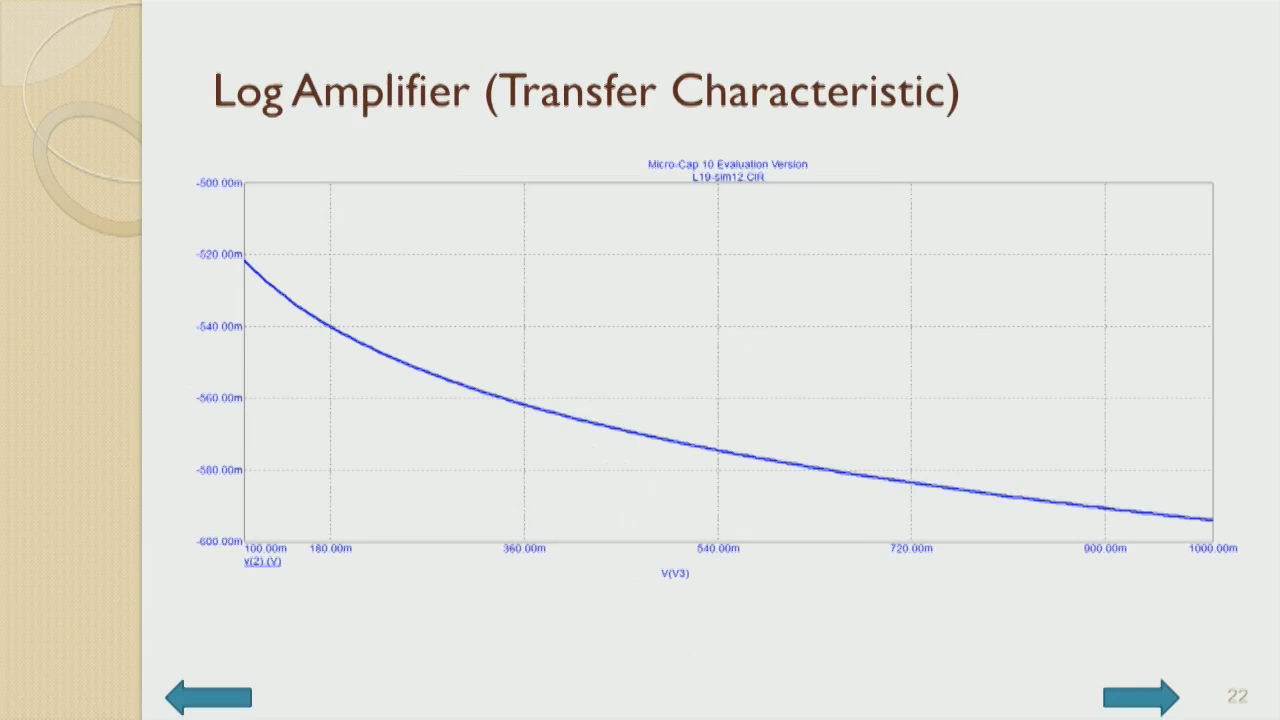 Log Amplifier (Transfer Characteristic)
Micro-Cap 10 Evaluation Version
L19-sim12.CIR
-500.00m
-520.00m
-540.00m
-560.00m
-580.00m
-600.00m
100.00m 180.00m 360.00m 540.00m 720.00m 900.00m 1000.00m
v(2) (V)
V(V3)
22